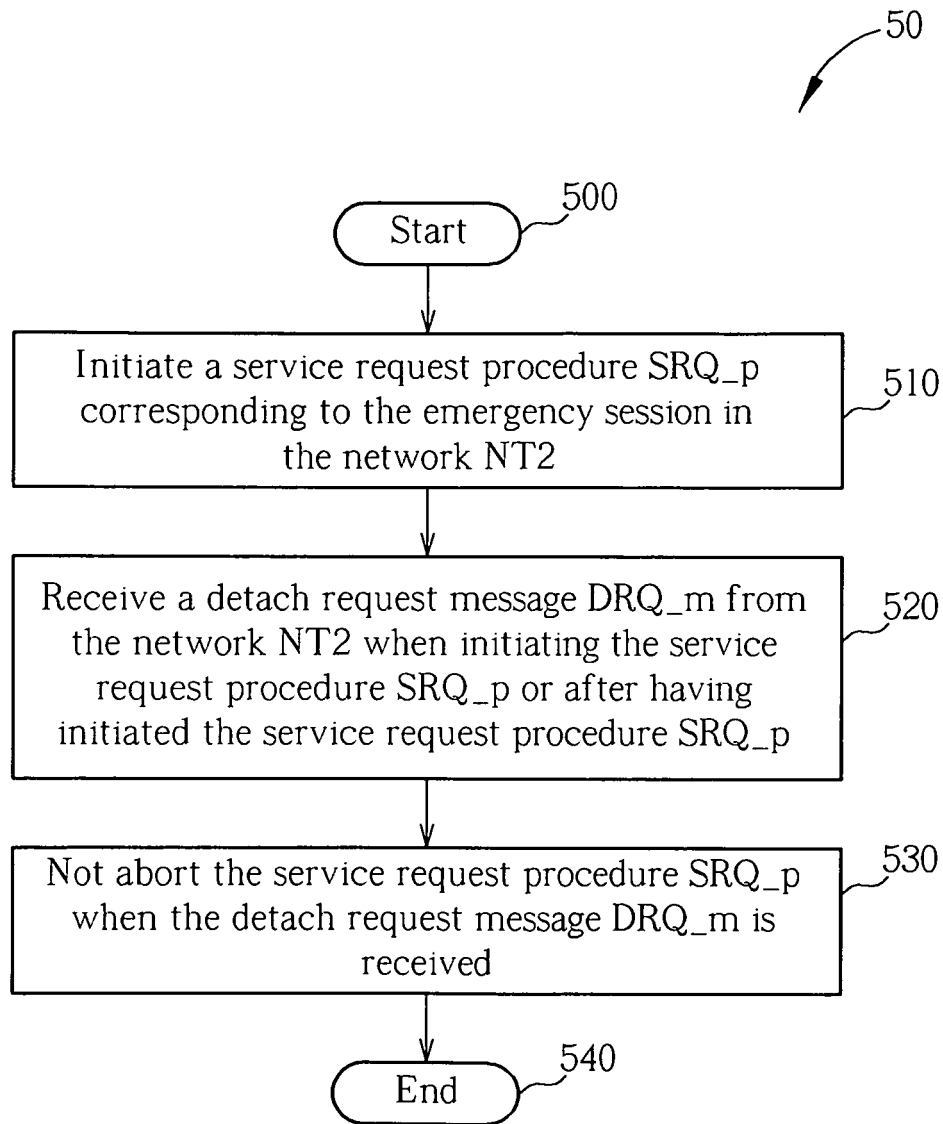 50
Start
500
Initiate a service request procedure SRQ_p
corresponding to the emergency session in
the network NT2
510
Receive a detach request message DRQ_m from
the network NT2 when initiating the service
request procedure SRQ_p or after having
initiated the service request procedure SRQ_p
520
Not abort the service request procedure SRQ_p
when the detach request message DRQ_m is
received
530
End
540